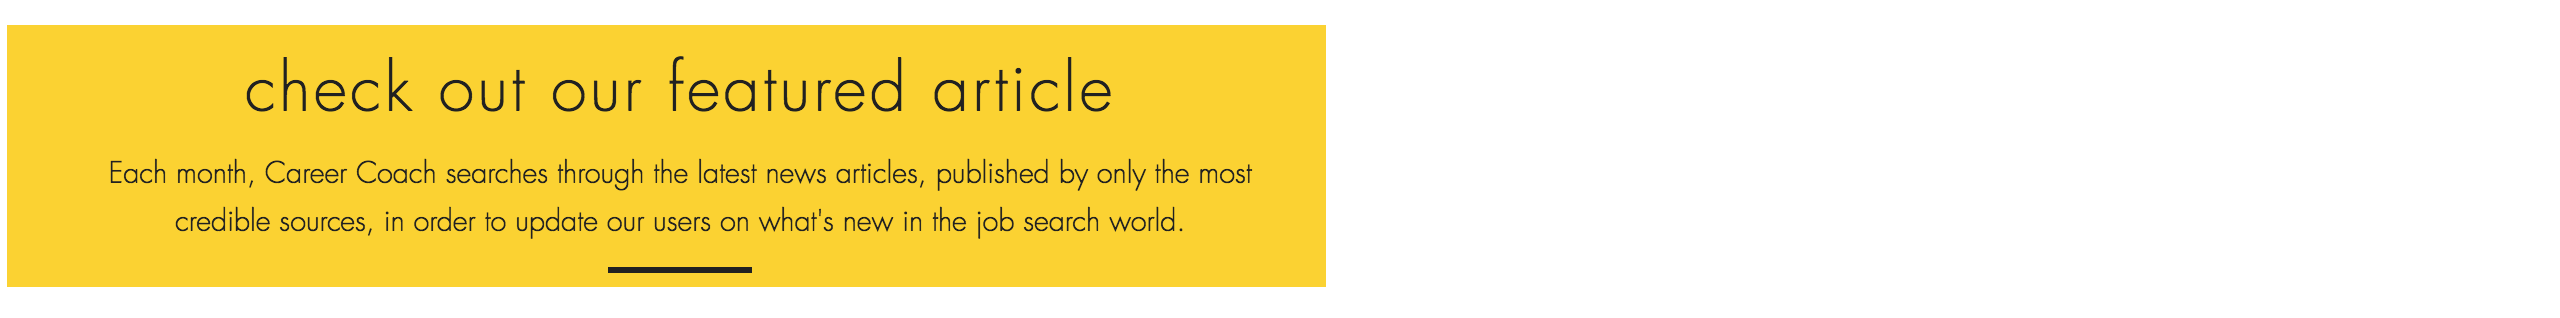 check out our featured article
Each month, Career Coach searches through the latest news articles, published by only the most
credible sources, in order to update our users on what's new in the job search world.